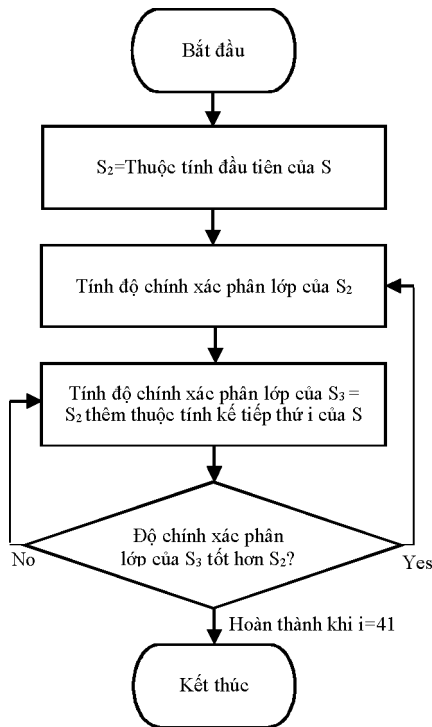 Bắt đầu
S₂=Thuộc tính đầu tiên của S
Tính độ chính xác phân lớp của S₂
Tính độ chính xác phân lớp của S₃ =
S₂ thêm thuộc tính kế tiếp thứ i của S
Độ chính xác phân
lớp của S₃ tốt hơn S₂?
No
Yes
Hoàn thành khi i=41
Kết thúc